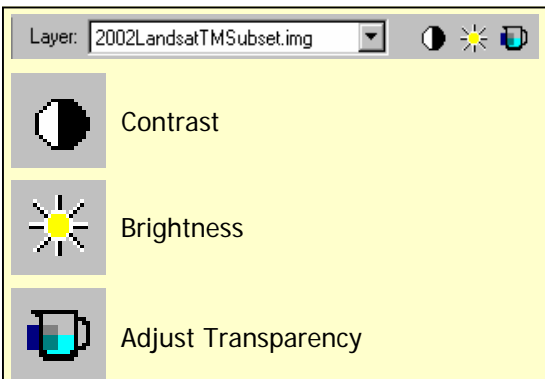 Layer: 2002LandsatTMSubset.img
Contrast
Brightness
Adjust Transparency